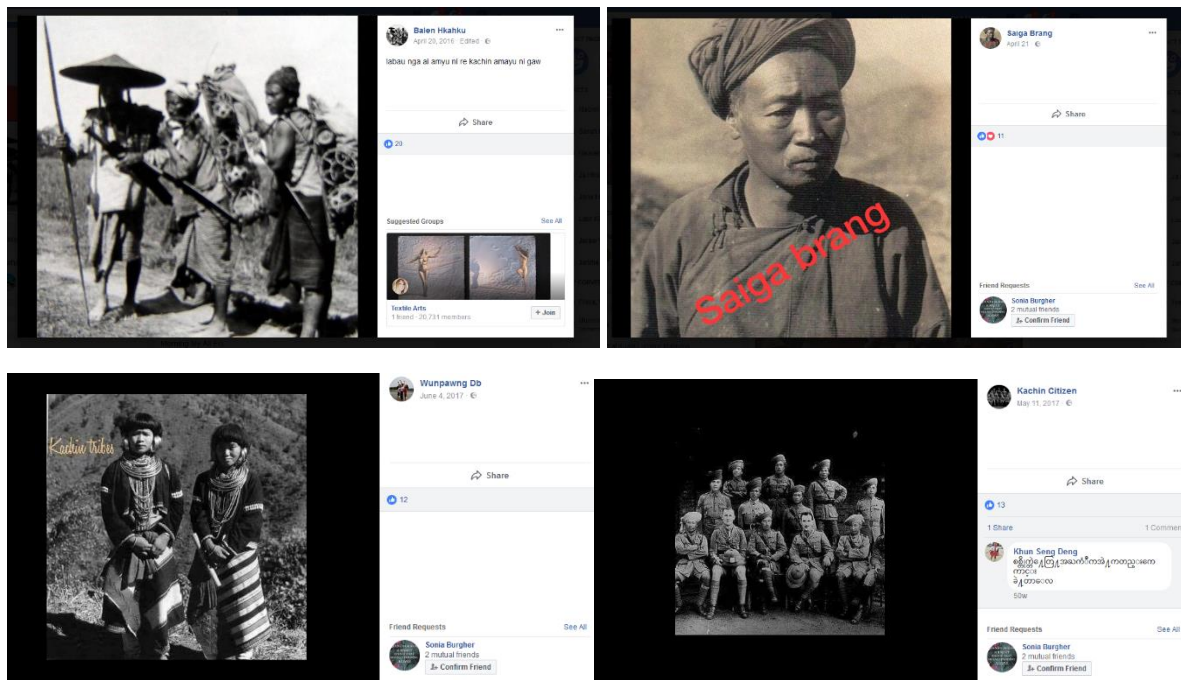 Balen Hkahku
April 20, 2016 · Edited ·
labau nga ai amyu ni re kachin amayu ni gaw
Share
20
Suggested Groups
See All
Textile Arts
1 friend · 20,731 members
+ Join
Saiga Brang
April 21 ·
Share
11
Saiga brang
Friend Requests
See All
Sonia Burgher
2 mutual friends
Confirm Friend
Wunpawng Db
June 4, 2017 ·
Kachin tribes
Share
12
Friend Requests
See All
Sonia Burgher
2 mutual friends
Confirm Friend
Kachin Citizen
May 11, 2017 ·
Share
13
1 Share
1 Commen
Khun Seng Deng
50w
Friend Requests
See All
Sonia Burgher
2 mutual friends
Confirm Friend